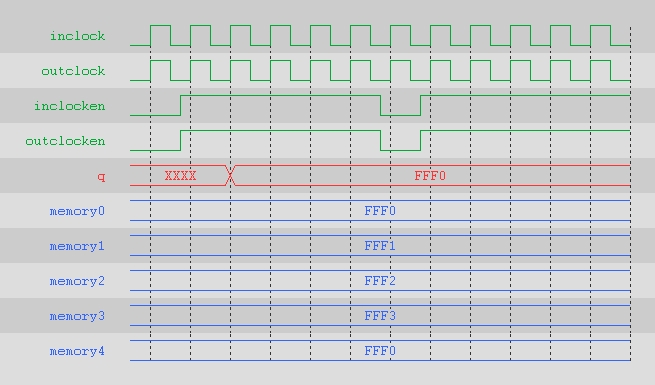 inclock
outclock
inclocken
outclocken
q XXXX FFF0
memory0 FFF0
memory1 FFF1
memory2 FFF2
memory3 FFF3
memory4 FFF0